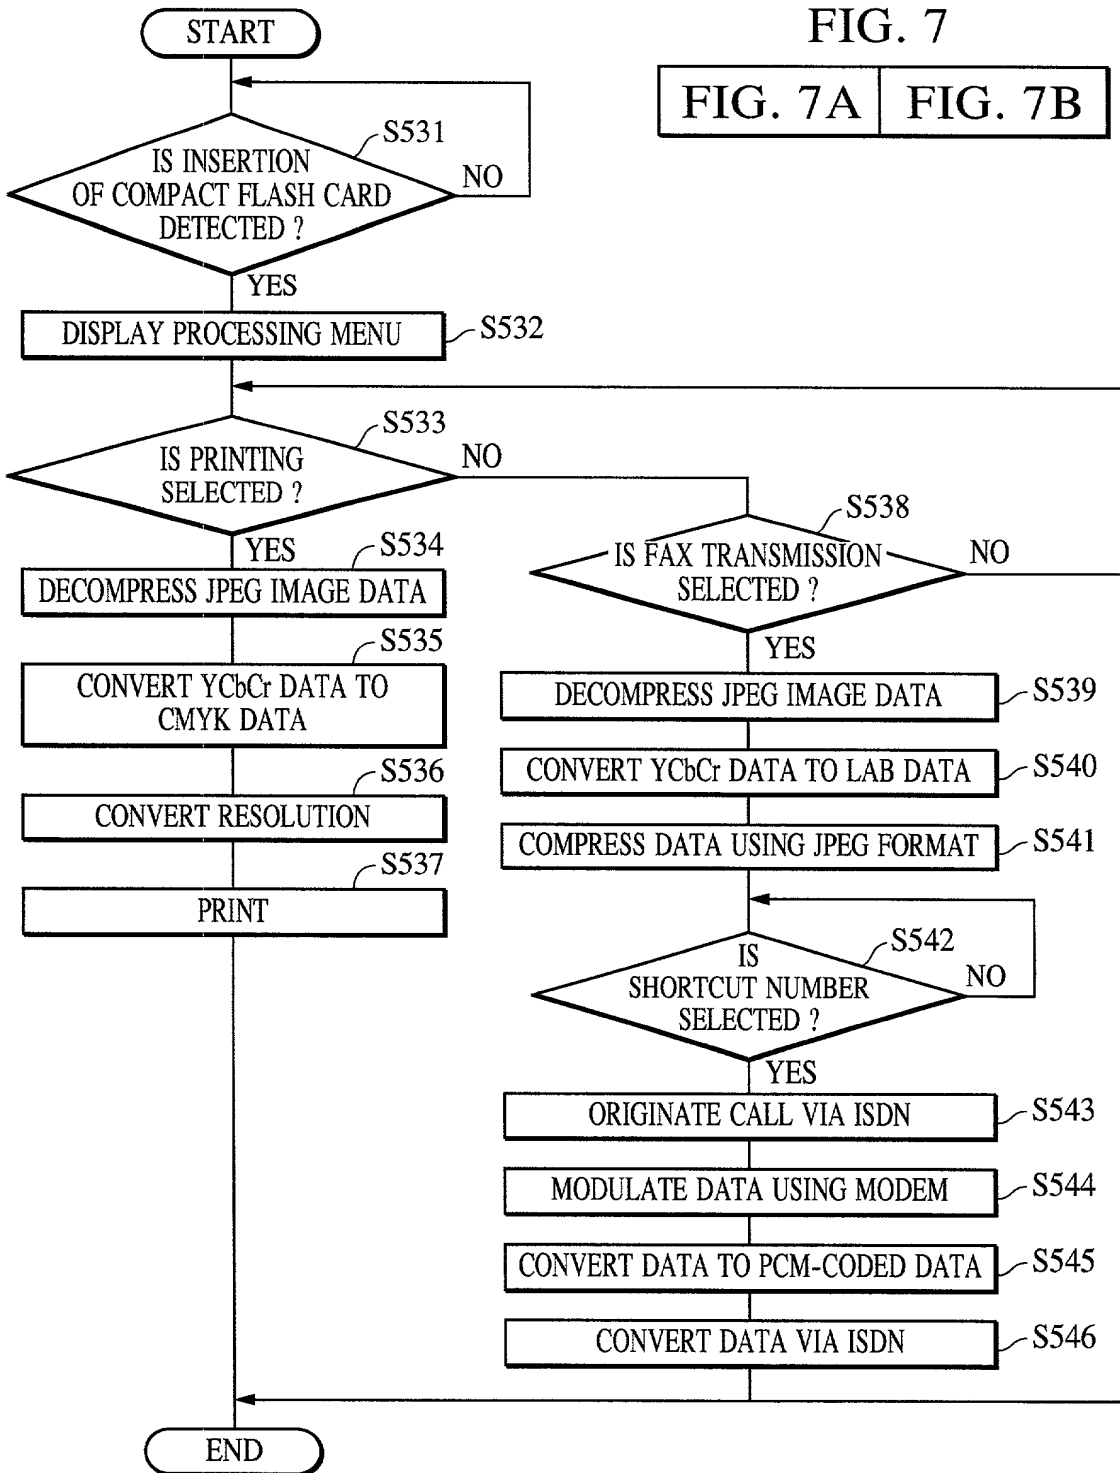 FIG. 7
FIG. 7A
FIG. 7B
START
S531
IS INSERTION
OF COMPACT FLASH CARD
DETECTED ?
NO
YES
DISPLAY PROCESSING MENU
S532
S533
IS PRINTING
SELECTED ?
NO
YES
S534
DECOMPRESS JPEG IMAGE DATA
S535
CONVERT YCbCr DATA TO
CMYK DATA
S536
CONVERT RESOLUTION
S537
PRINT
S538
IS FAX TRANSMISSION
SELECTED ?
NO
YES
DECOMPRESS JPEG IMAGE DATA
S539
CONVERT YCbCr DATA TO LAB DATA
S540
COMPRESS DATA USING JPEG FORMAT
S541
S542
IS
SHORTCUT NUMBER
SELECTED ?
NO
YES
ORIGINATE CALL VIA ISDN
S543
MODULATE DATA USING MODEM
S544
CONVERT DATA TO PCM-CODED DATA
S545
CONVERT DATA VIA ISDN
S546
END